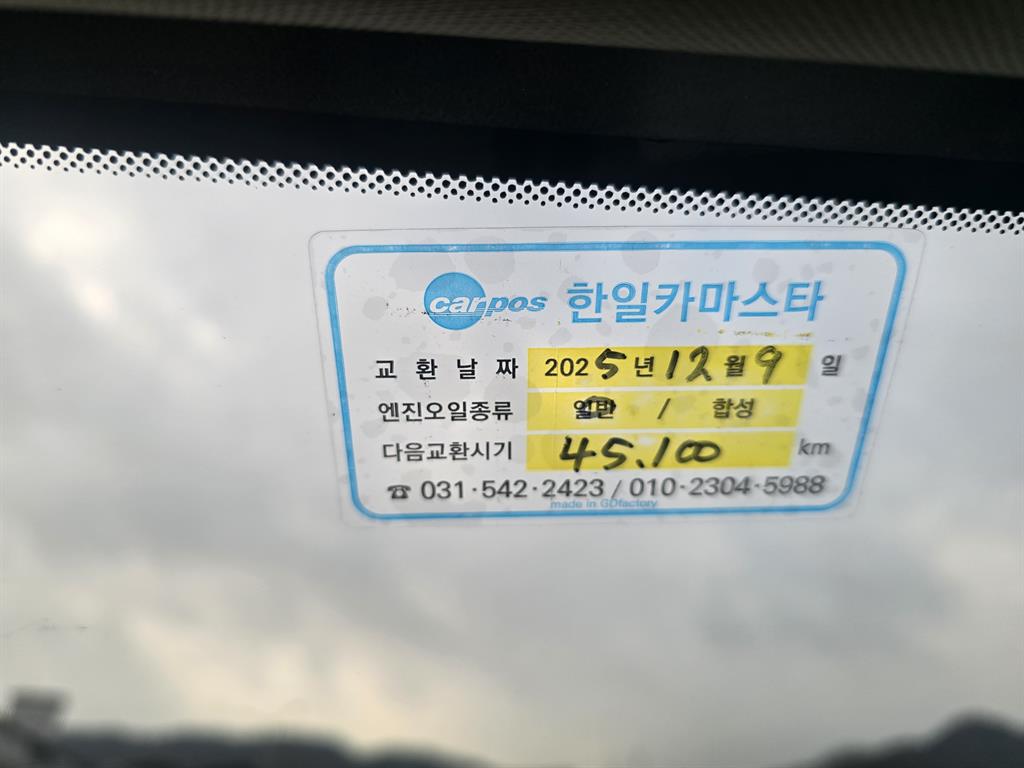 carpos 한일카마스타
교환날짜 2025년 12월 9일
엔진오일종류 일반 / 합성
다음교환시기 45.100 km
☎ 031·542·2423 / 010·2304·5988
made in GDfactory